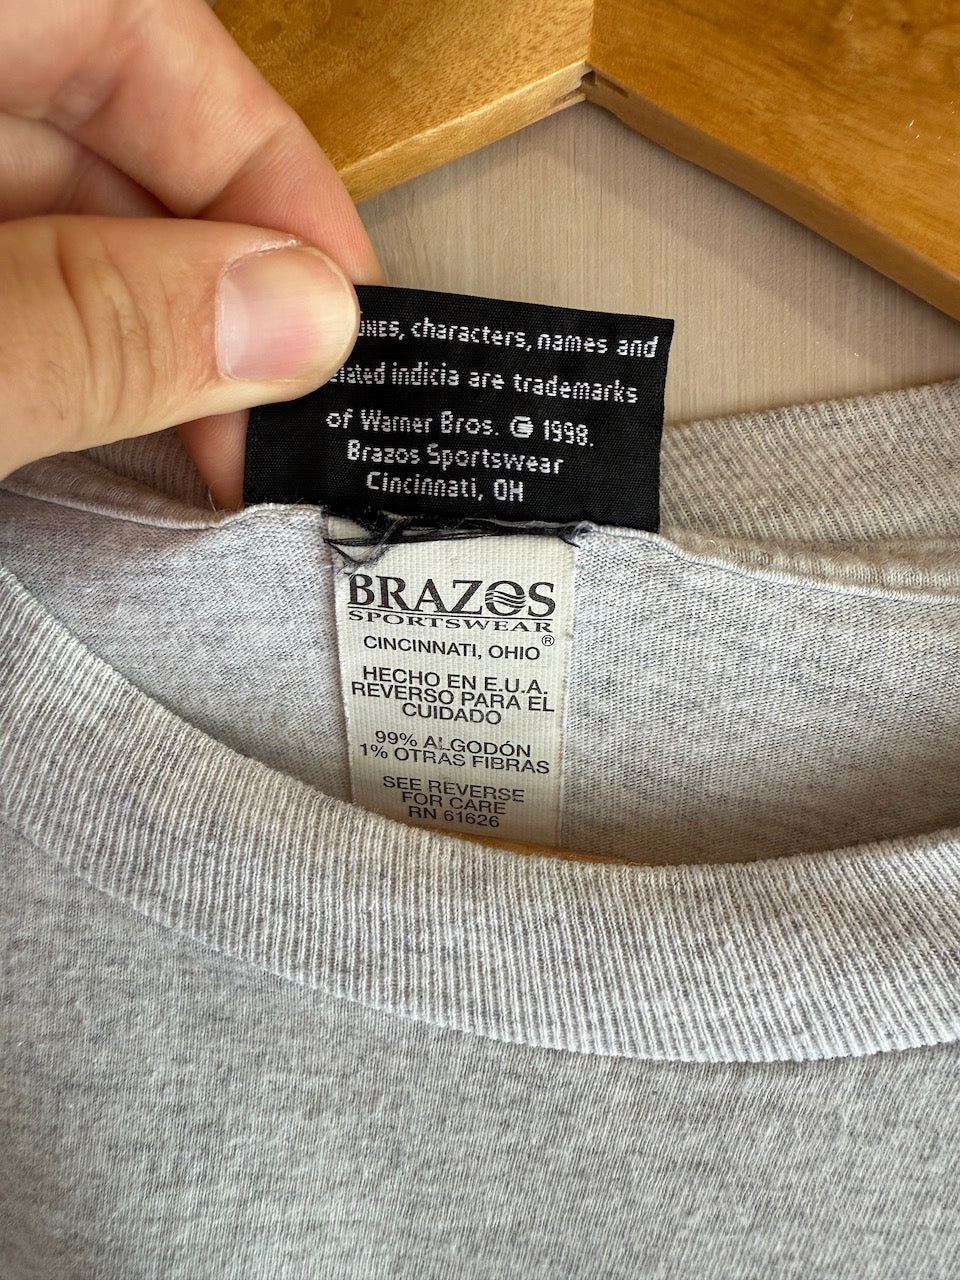 characters, names and
indicia are trademarks
of Warner Bros. © 1998.
Brazos Sportswear
Cincinnati, OH
BRAZOS
SPORTSWEAR®
CINCINNATI, OHIO
HECHO EN E.U.A.
REVERSO PARA EL
CUIDADO
99% ALGODÓN
1% OTRAS FIBRAS
SEE REVERSE
FOR CARE
RN 61626